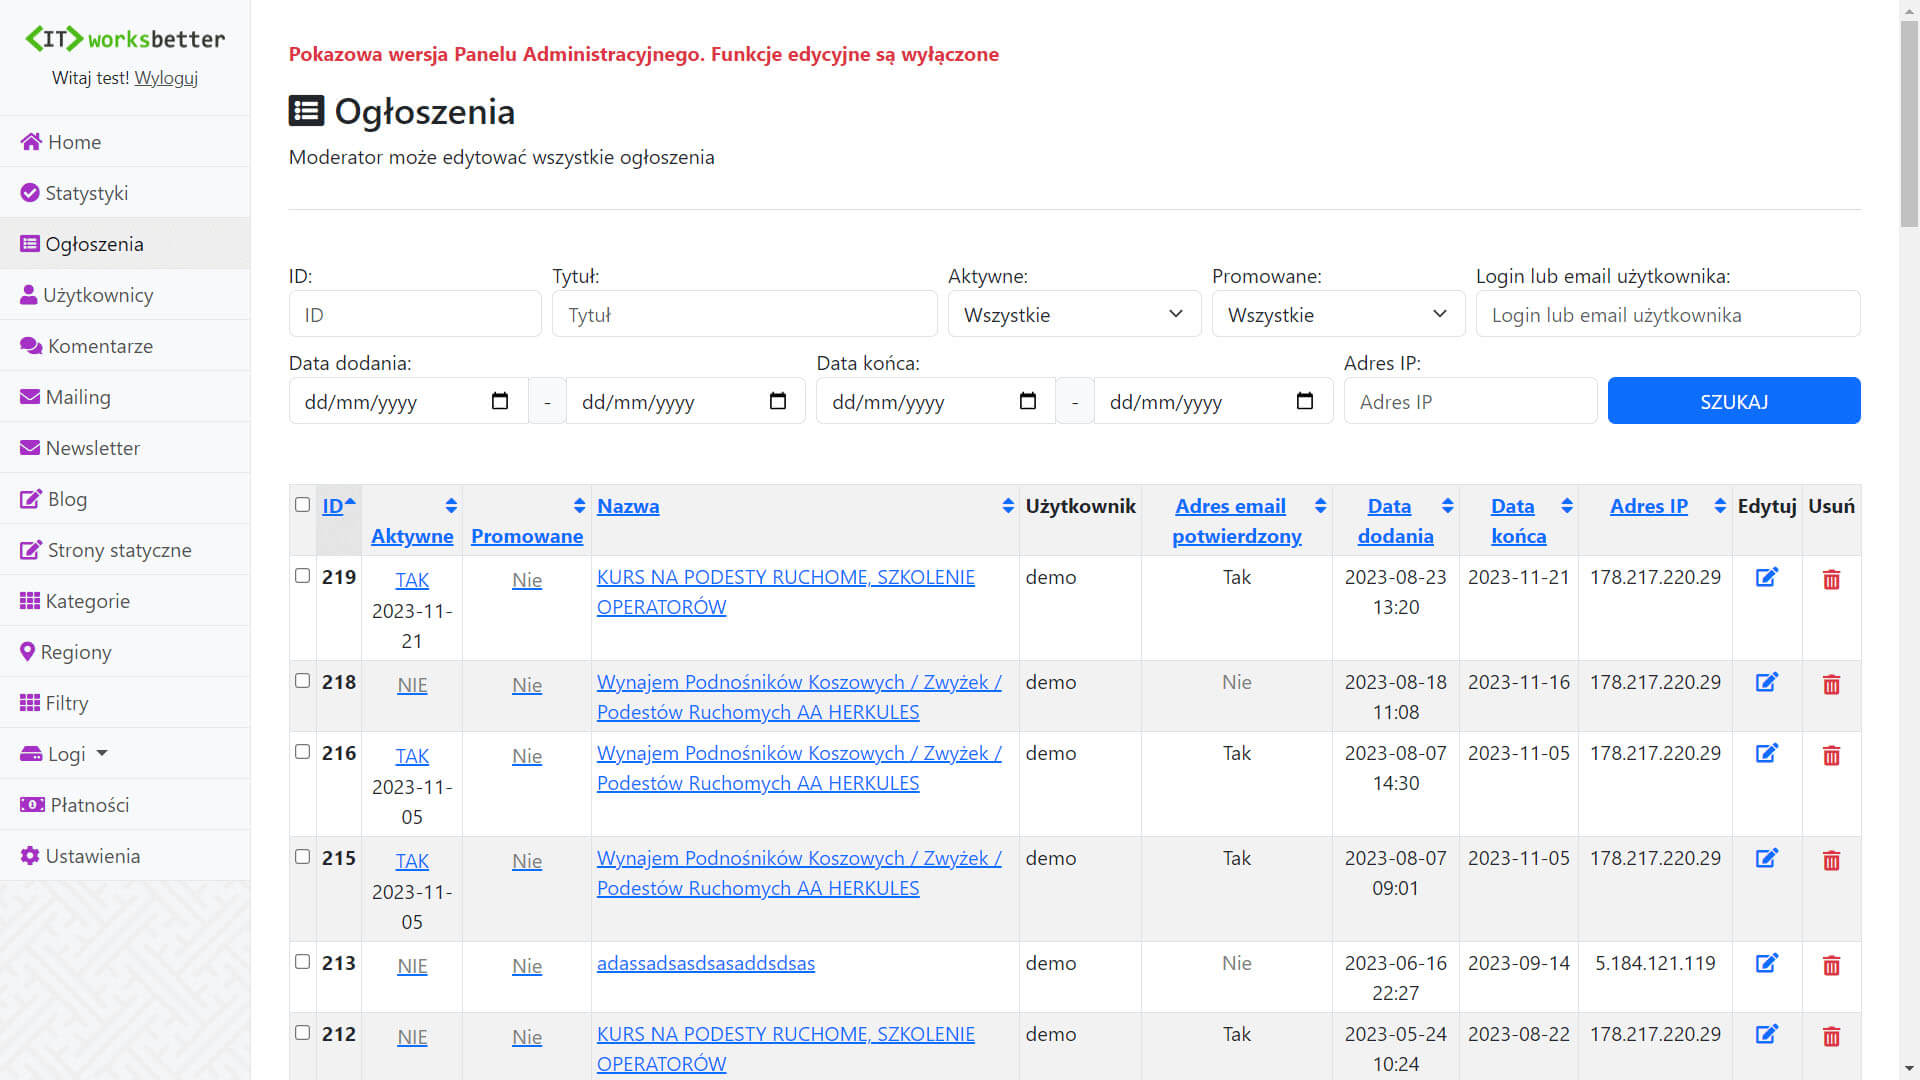 <IT> worksbetter
Witaj test! Wyloguj
Home
Statystyki
Ogłoszenia
Użytkownicy
Komentarze
Mailing
Newsletter
Blog
Strony statyczne
Kategorie
Regiony
Filtry
Logi
Płatności
Ustawienia
Pokazowa wersja Panelu Administracyjnego. Funkcje edycyjne są wyłączone
Ogłoszenia
Moderator może edytować wszystkie ogłoszenia
ID: Tytuł: Aktywne: Promowane: Login lub email użytkownika:
ID Tytuł Wszystkie Wszystkie Login lub email użytkownika
Data dodania: Data końca: Adres IP:
dd/mm/yyyy - dd/mm/yyyy dd/mm/yyyy - dd/mm/yyyy Adres IP SZUKAJ
ID Aktywne Promowane Nazwa Użytkownik Adres email potwierdzony Data dodania Data końca Adres IP Edytuj Usuń
219 TAK Nie KURS NA PODESTY RUCHOME, SZKOLENIE demo Tak 2023-08-23 2023-11-21 178.217.220.29
2023-11- OPERATORÓW 13:20
21
218 NIE Nie Wynajem Podnośników Koszowych / Zwyżek / demo Nie 2023-08-18 2023-11-16 178.217.220.29
Podestów Ruchomych AA HERKULES 11:08
216 TAK Nie Wynajem Podnośników Koszowych / Zwyżek / demo Tak 2023-08-07 2023-11-05 178.217.220.29
2023-11- Podestów Ruchomych AA HERKULES 14:30
05
215 TAK Nie Wynajem Podnośników Koszowych / Zwyżek / demo Tak 2023-08-07 2023-11-05 178.217.220.29
2023-11- Podestów Ruchomych AA HERKULES 09:01
05
213 NIE Nie adassadsasdsasaddsdsas demo Nie 2023-06-16 2023-09-14 5.184.121.119
22:27
212 NIE Nie KURS NA PODESTY RUCHOME, SZKOLENIE demo Tak 2023-05-24 2023-08-22 178.217.220.29
OPERATORÓW 10:24